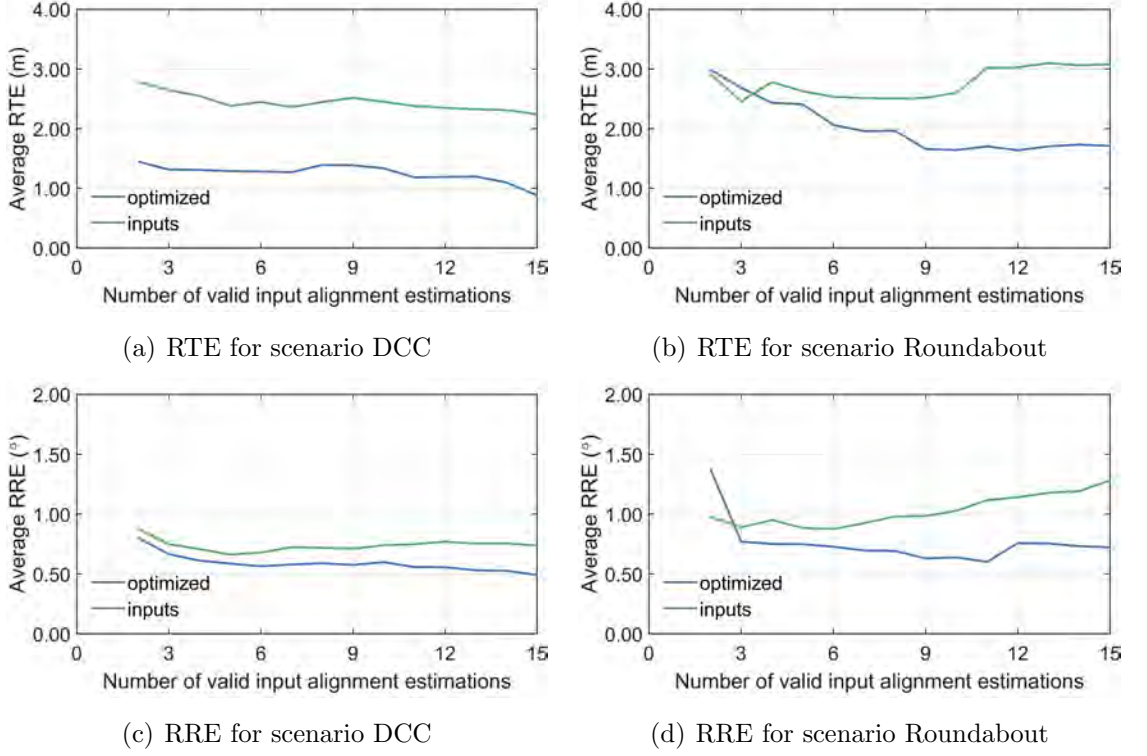 4.00
3.00
2.00
1.00
0.00
Average RTE (m)
optimized
inputs
0 3 6 9 12 15
Number of valid input alignment estimations
(a) RTE for scenario DCC
4.00
3.00
2.00
1.00
0.00
Average RTE (m)
optimized
inputs
0 3 6 9 12 15
Number of valid input alignment estimations
(b) RTE for scenario Roundabout
2.00
1.50
1.00
0.50
0.00
Average RRE (°)
optimized
inputs
0 3 6 9 12 15
Number of valid input alignment estimations
(c) RRE for scenario DCC
2.00
1.50
1.00
0.50
0.00
Average RRE (°)
optimized
inputs
0 3 6 9 12 15
Number of valid input alignment estimations
(d) RRE for scenario Roundabout